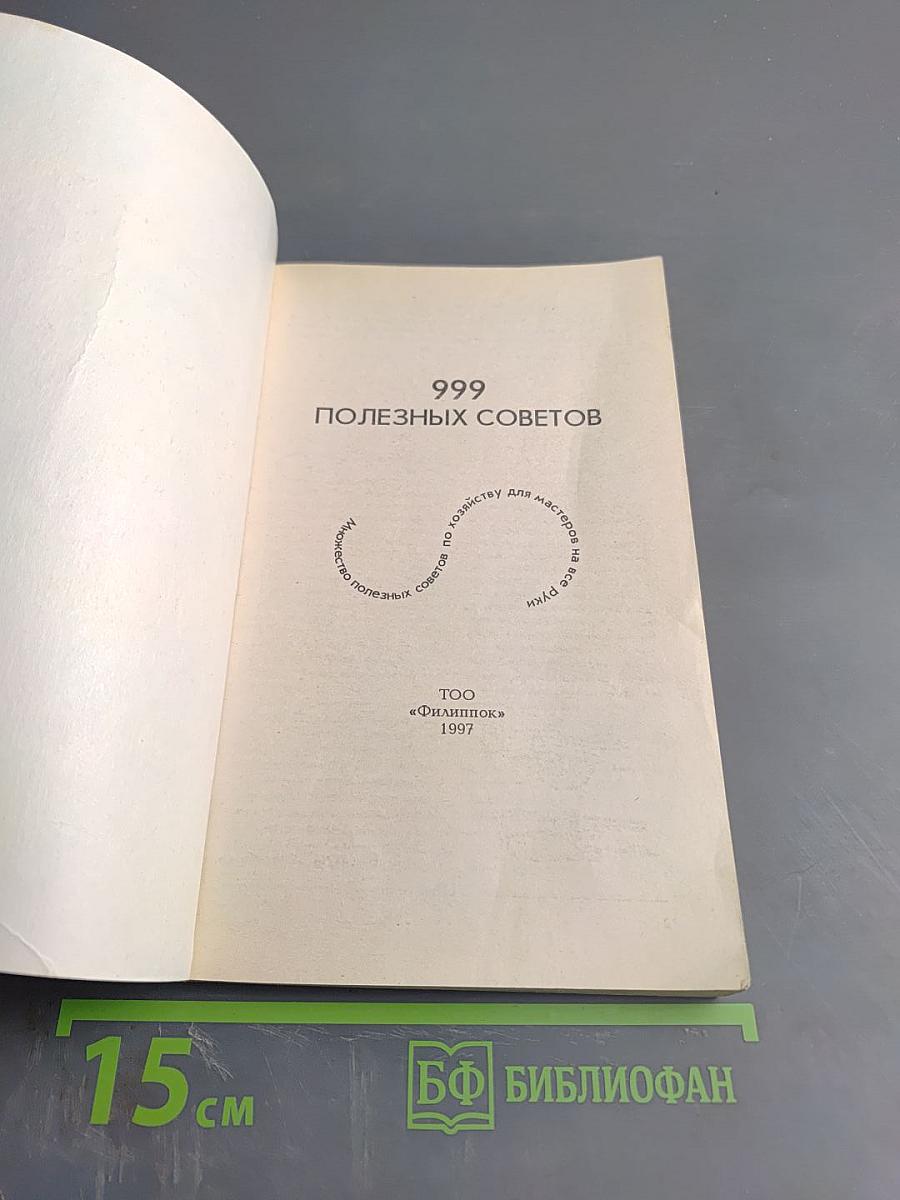 999
ПОЛЕЗНЫХ СОВЕТОВ
Множество полезных советов по хозяйству для мастеров на все руки
ТОО
«Филиппок»
1997
15 см
БФ БИБЛИОФАН